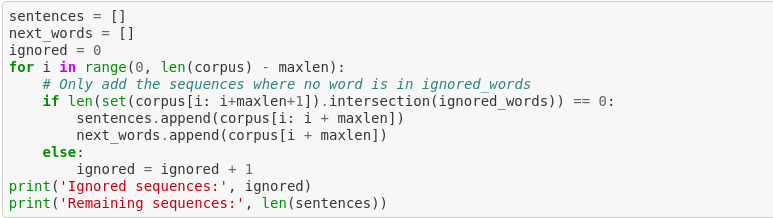 sentences = []
next_words = []
ignored = 0
for i in range(0, len(corpus) - maxlen):
    # Only add the sequences where no word is in ignored_words
    if len(set(corpus[i: i+maxlen+1]).intersection(ignored_words)) == 0:
        sentences.append(corpus[i: i + maxlen])
        next_words.append(corpus[i + maxlen])
    else:
        ignored = ignored + 1
print('Ignored sequences:', ignored)
print('Remaining sequences:', len(sentences))